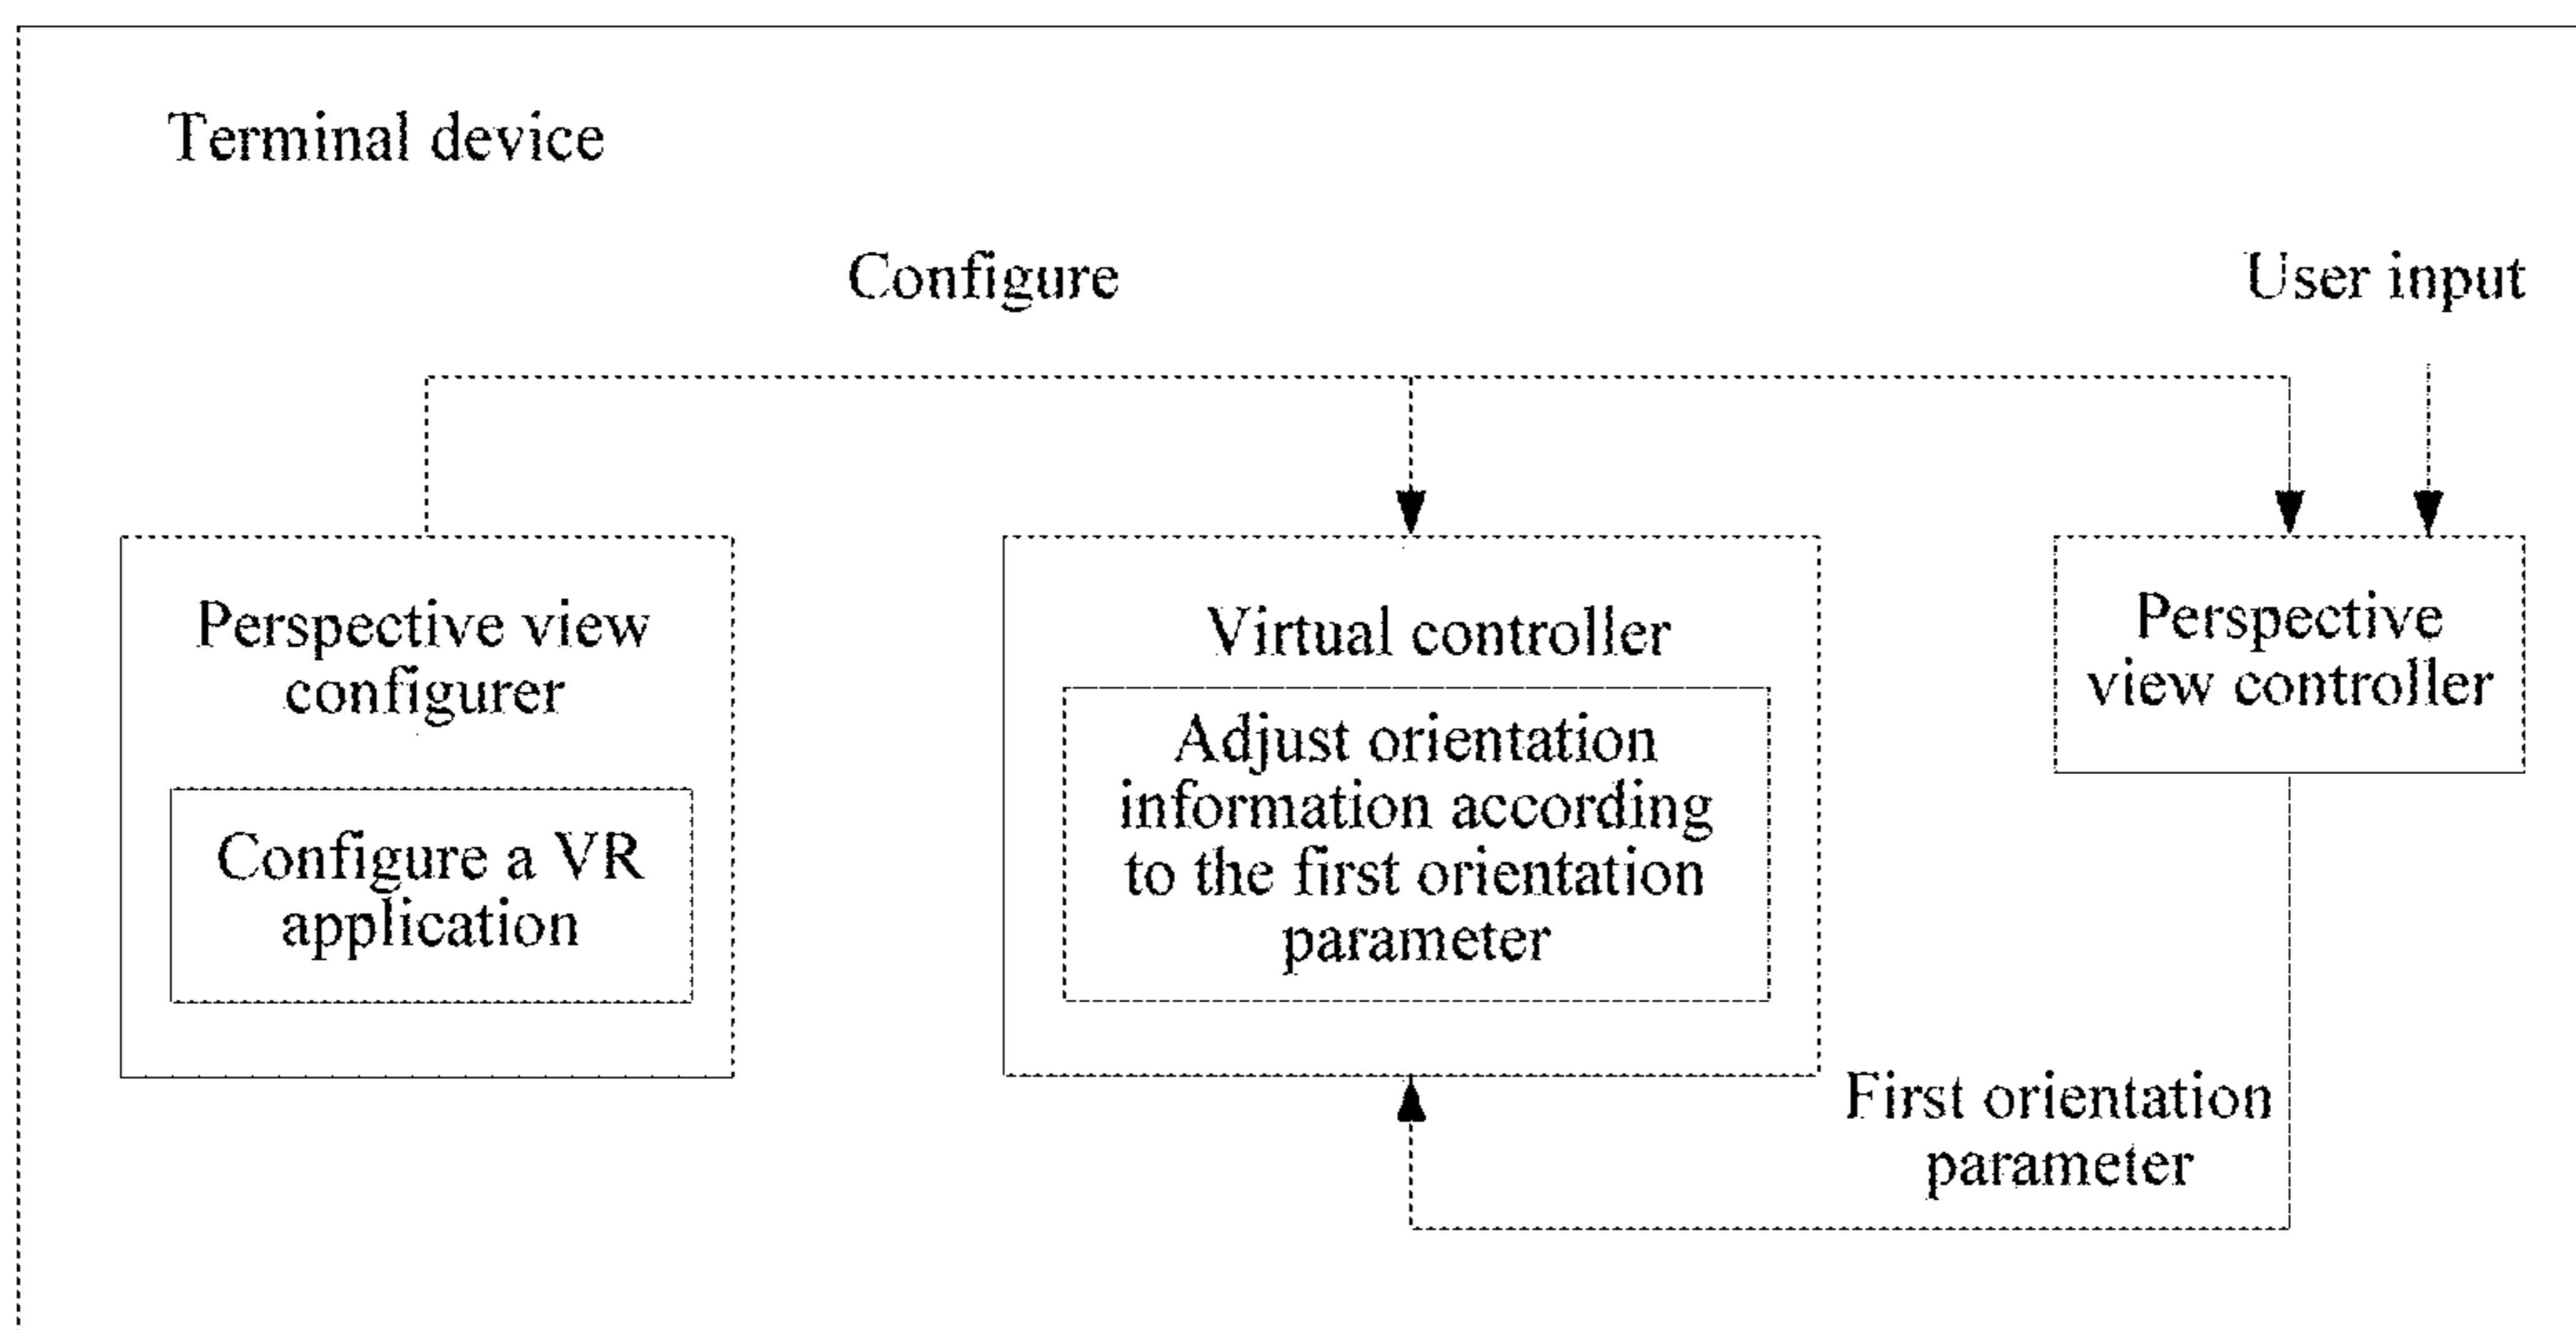 Terminal device
Configure
User input
Perspective view
configurer
Configure a VR
application
Virtual controller
Adjust orientation
information according
to the first orientation
parameter
Perspective
view controller
First orientation
parameter